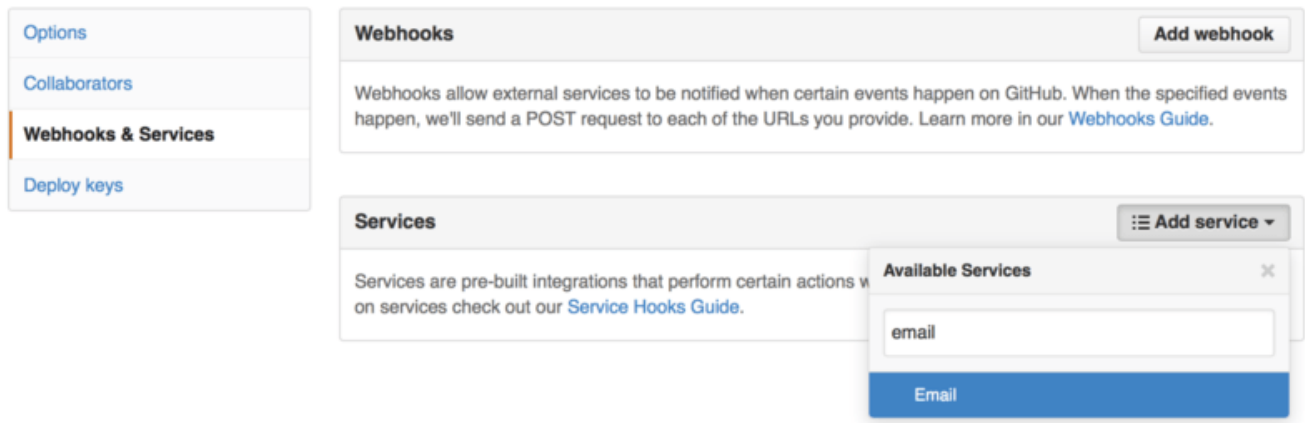 Options
Collaborators
Webhooks & Services
Deploy keys
Webhooks
Add webhook
Webhooks allow external services to be notified when certain events happen on GitHub. When the specified events
happen, we'll send a POST request to each of the URLs you provide. Learn more in our Webhooks Guide.
Services
Add service
Services are pre-built integrations that perform certain actions w
on services check out our Service Hooks Guide.
Available Services
email
Email